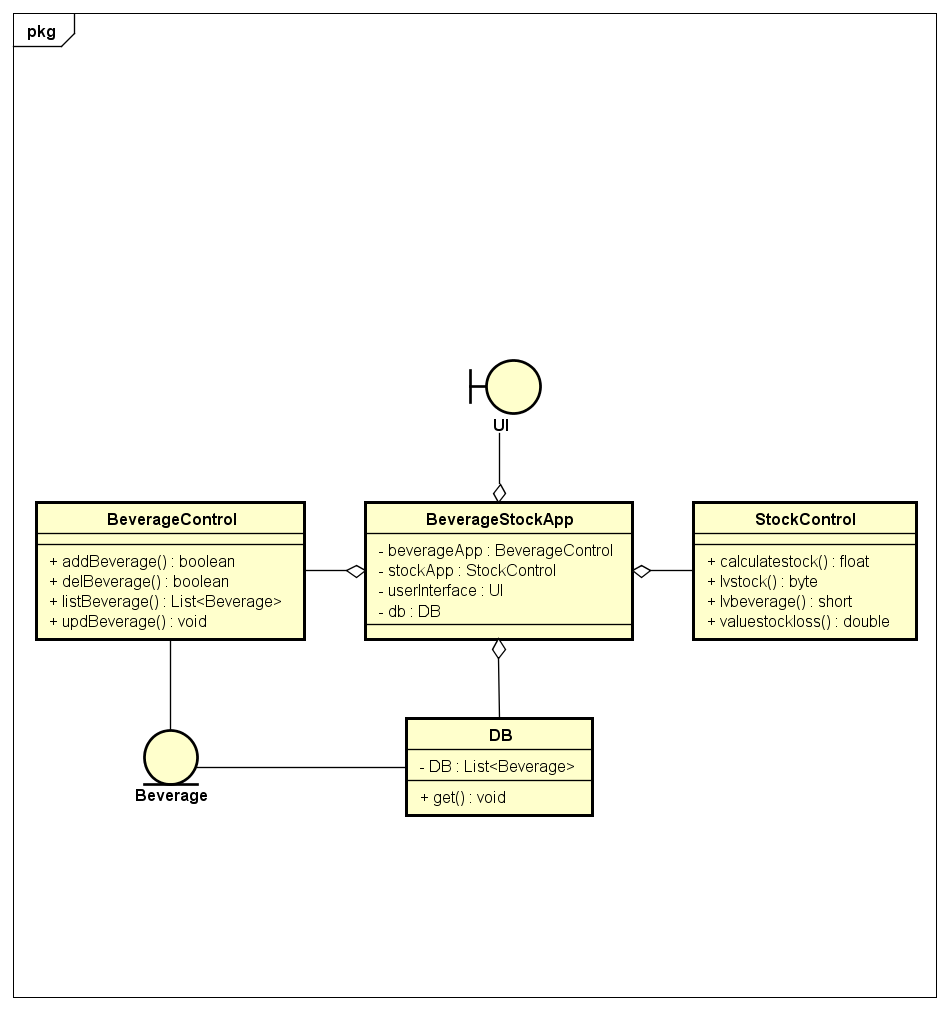 pkg
UI
BeverageControl
+ addBeverage() : boolean
+ delBeverage() : boolean
+ listBeverage() : List<Beverage>
+ updBeverage() : void
BeverageStockApp
- beverageApp : BeverageControl
- stockApp : StockControl
- userInterface : UI
- db : DB
StockControl
+ calculatestock() : float
+ lvstock() : byte
+ lvbeverage() : short
+ valuestockloss() : double
DB
- DB : List<Beverage>
+ get() : void
Beverage